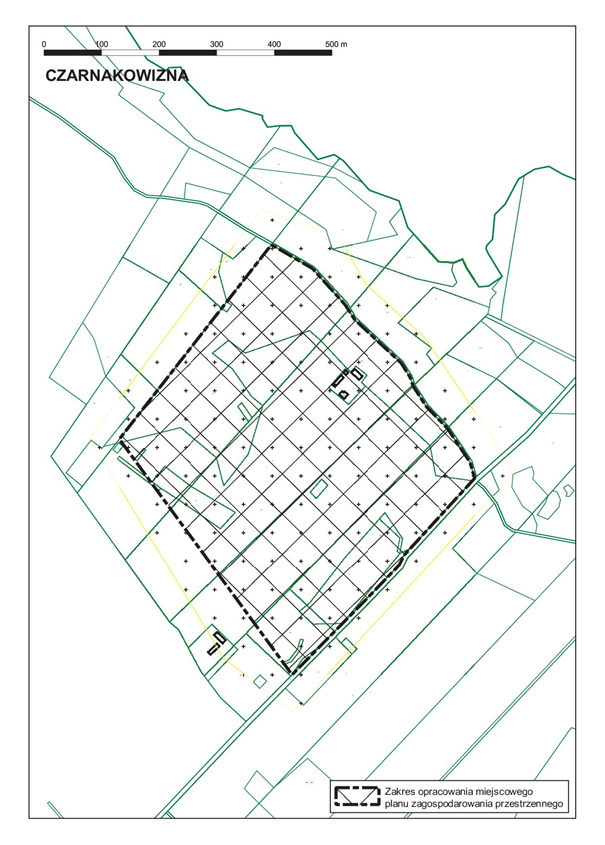 0 100 200 300 400 500 m
CZARNAKOWIZNA
Zakres opracowania miejscowego
planu zagospodarowania przestrzennego